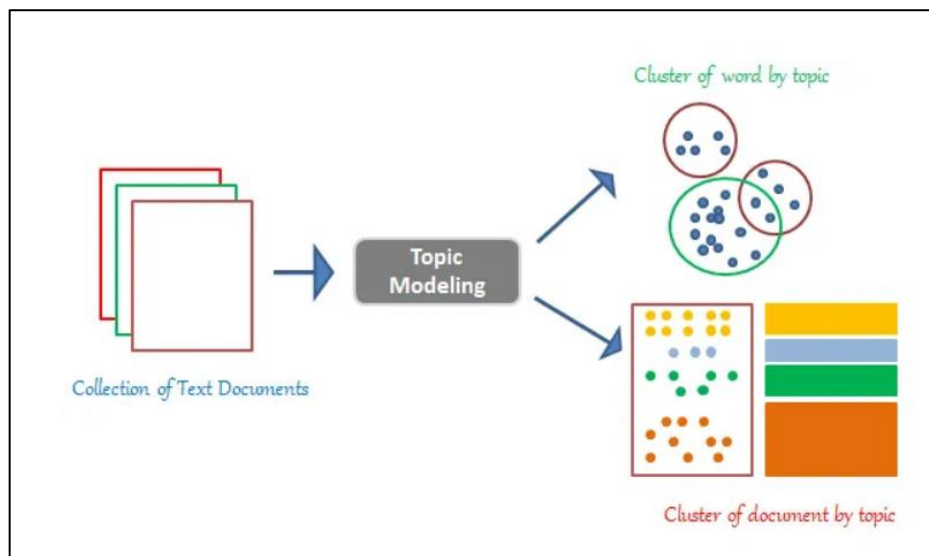 Cluster of word by topic
Topic
Modeling
Collection of Text Documents
Cluster of document by topic